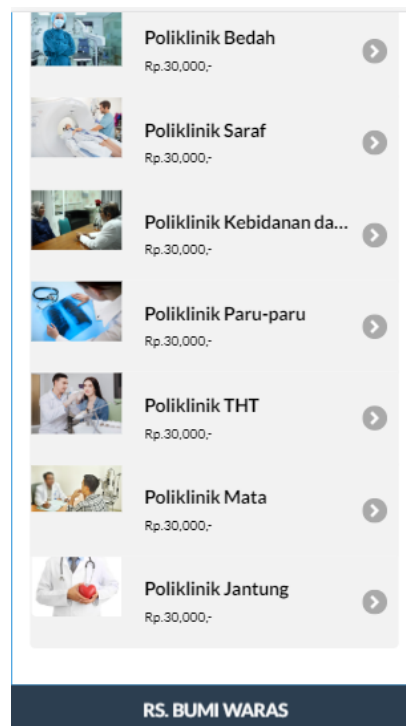 Poliklinik Bedah
Rp.30,000,-
Poliklinik Saraf
Rp.30,000,-
Poliklinik Kebidanan da...
Rp.30,000,-
Poliklinik Paru-paru
Rp.30,000,-
Poliklinik THT
Rp.30,000,-
Poliklinik Mata
Rp.30,000,-
Poliklinik Jantung
Rp.30,000,-
RS. BUMI WARAS